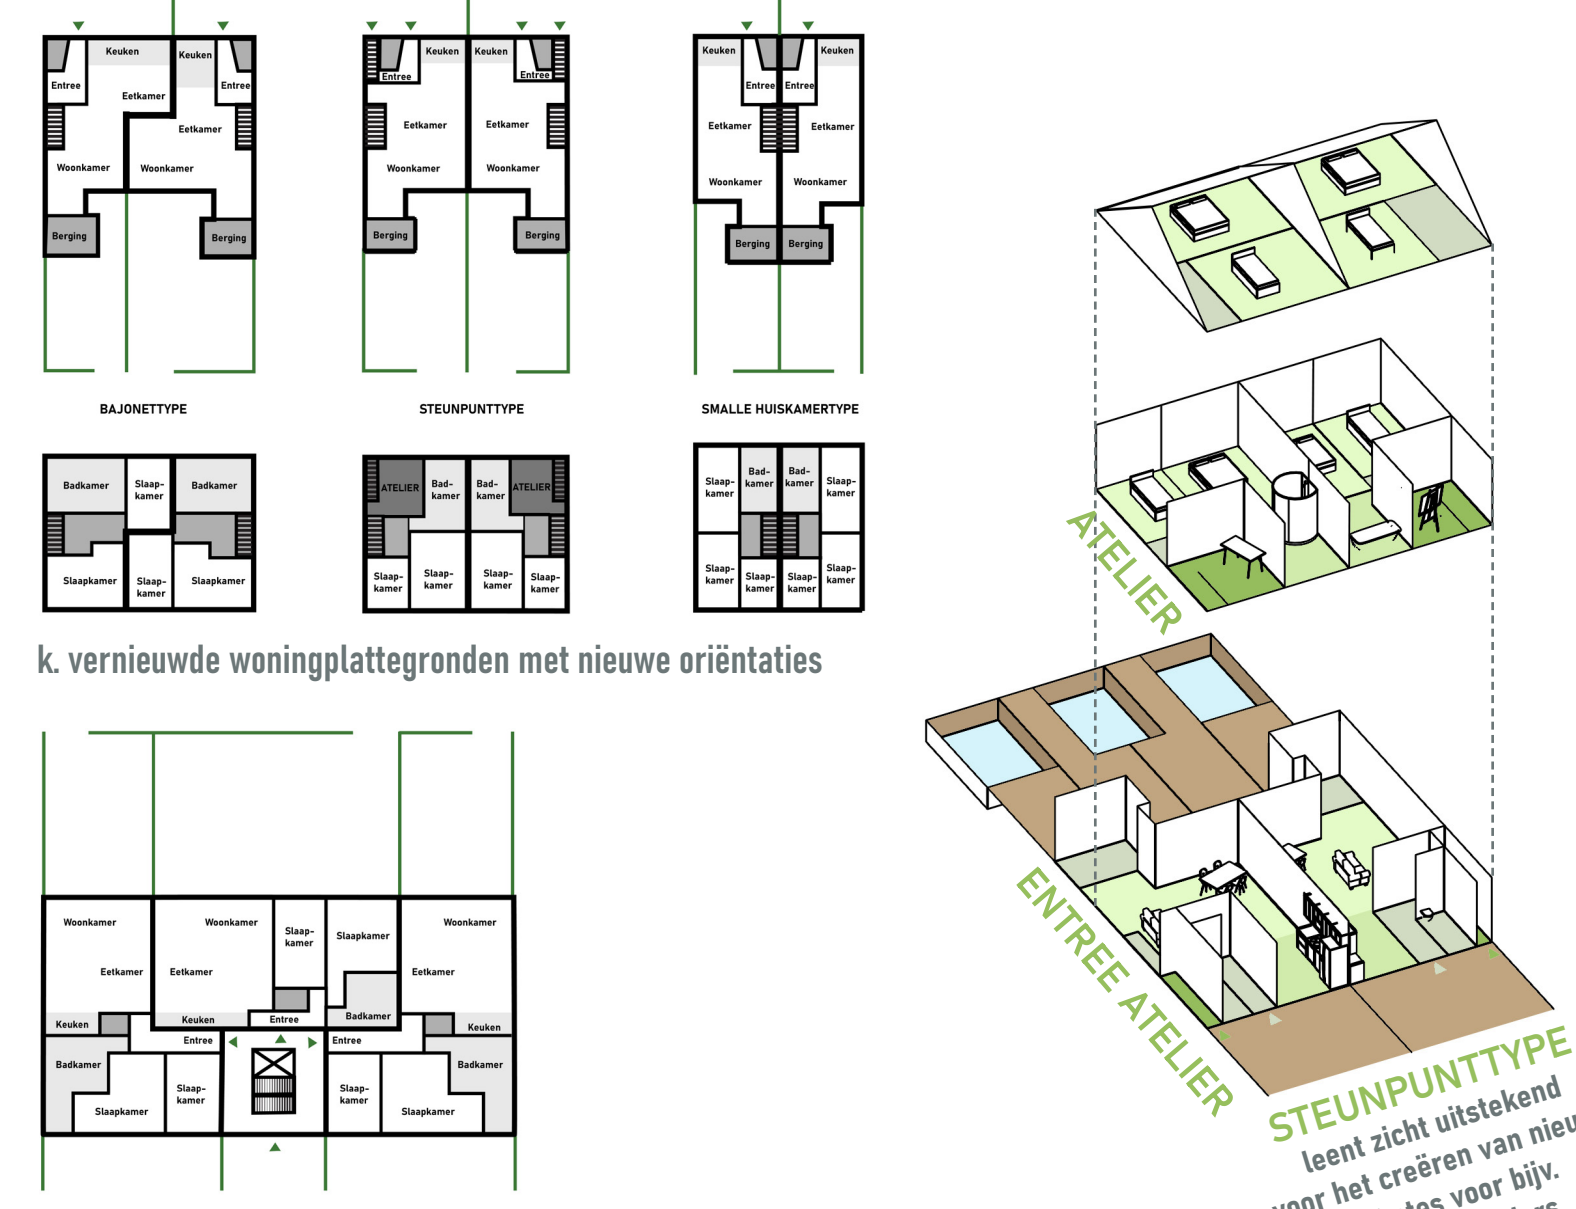 Keuken
Keuken
Entree
Entree
Eetkamer
Eetkamer
Woonkamer
Woonkamer
Berging
Berging
BAJONETTYPE
Keuken
Keuken
Entree
Entree
Eetkamer
Eetkamer
Woonkamer
Woonkamer
Berging
Berging
STEUNPUNTTYPE
Keuken
Keuken
Entree
Entree
Eetkamer
Eetkamer
Woonkamer
Woonkamer
Berging
Berging
SMALLE HUISKAMERTYPE
Badkamer
Slaap-
kamer
Badkamer
Slaapkamer
Slaap-
kamer
Slaapkamer
ATELIER
Bad-
kamer
Bad-
kamer
ATELIER
Slaap-
kamer
Slaap-
kamer
Slaap-
kamer
Slaap-
kamer
Slaap-
kamer
Bad-
kamer
Bad-
kamer
Slaap-
kamer
Slaap-
kamer
Slaap-
kamer
Slaap-
kamer
Slaap-
kamer
k. vernieuwde woningplattegronden met nieuwe oriëntaties
Woonkamer
Woonkamer
Slaap-
kamer
Slaapkamer
Woonkamer
Eetkamer
Eetkamer
Eetkamer
Keuken
Keuken
Entree
Badkamer
Keuken
Entree
Entree
Badkamer
Badkamer
Slaap-
kamer
Slaap-
kamer
Slaapkamer
Slaapkamer
ATELIER
ENTREE ATELIER
STEUNPUNTTYPE
leent zicht uitstekend
het creëren van
voor bijv.